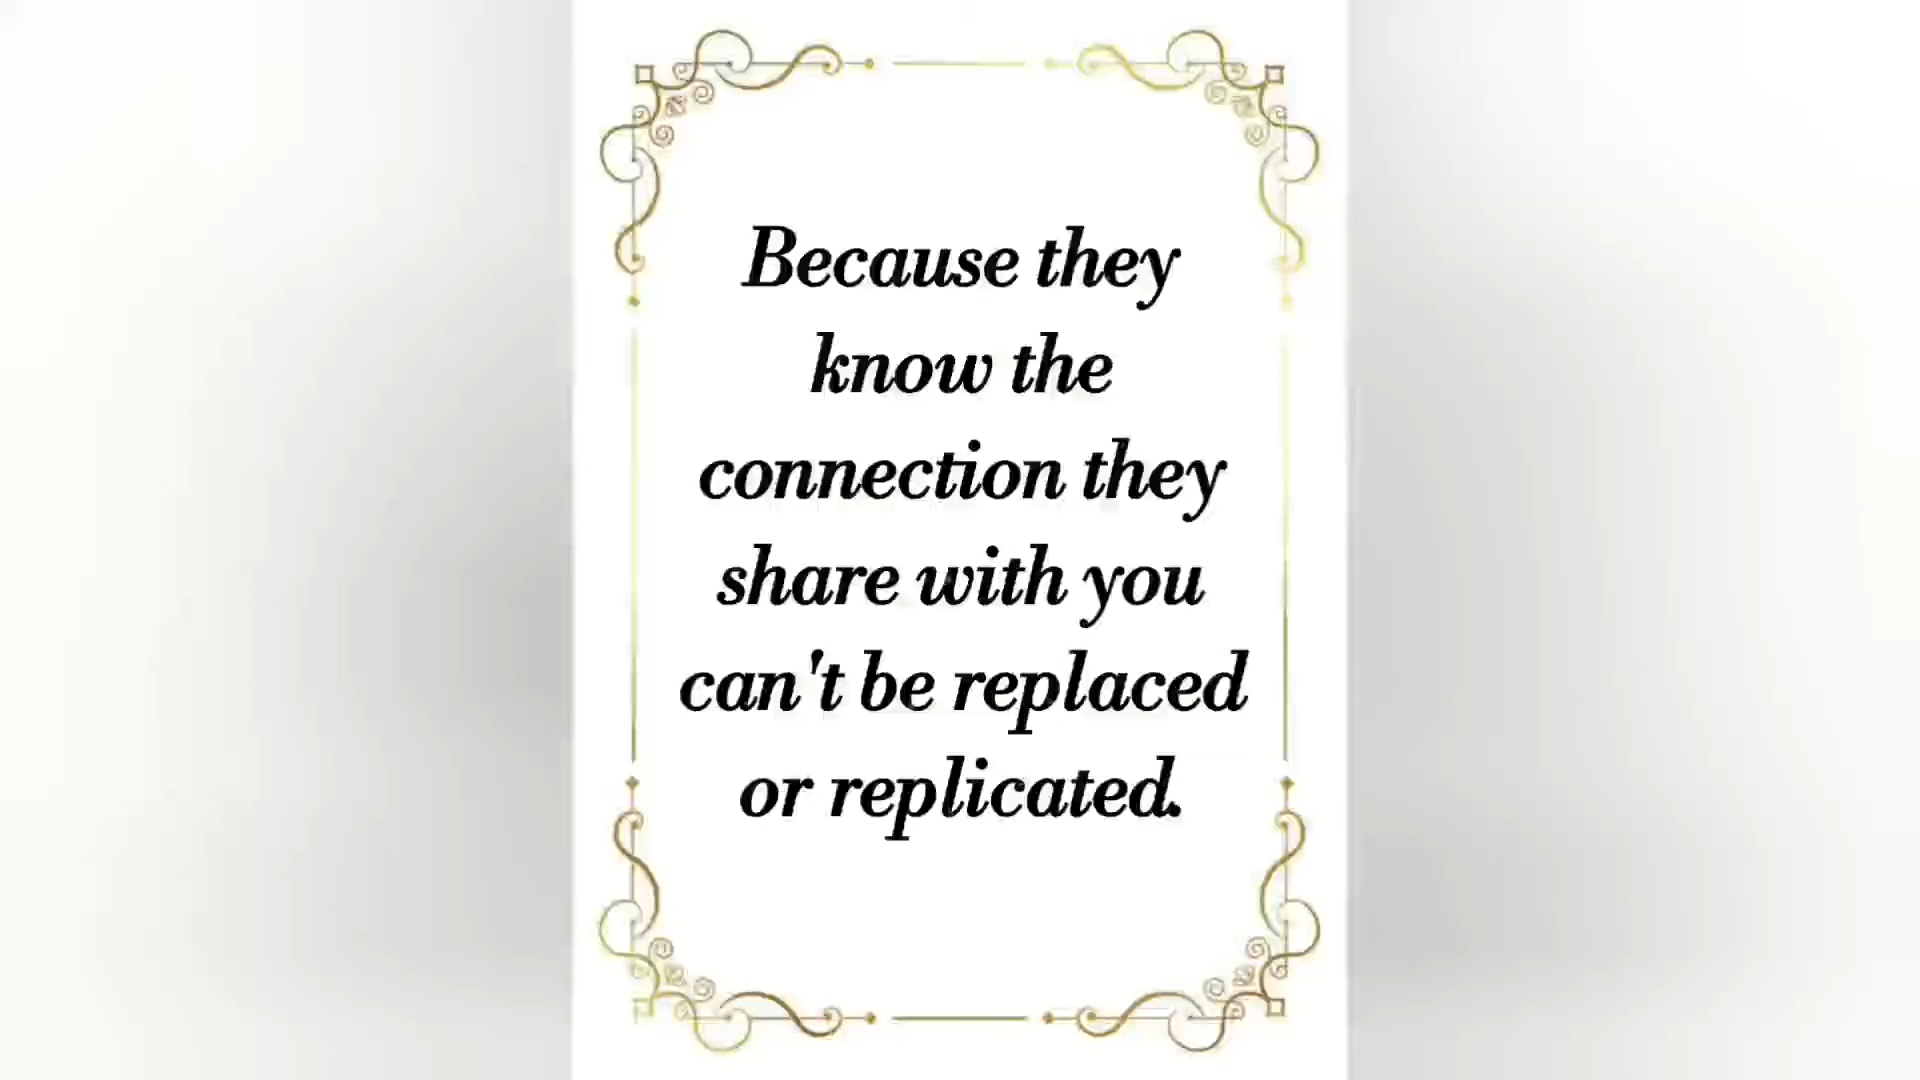 Because they
know the
connection they
share with you
can't be replaced
or replicated.